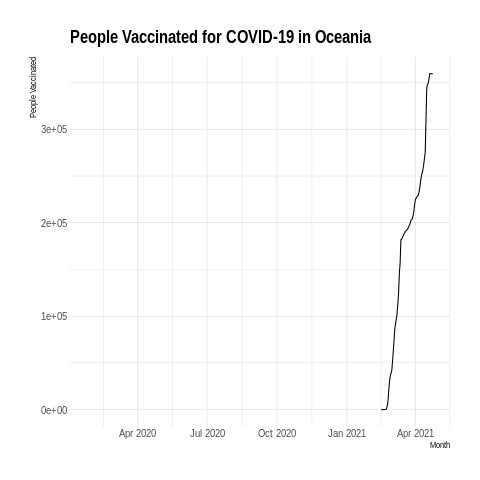 People Vaccinated for COVID-19 in Oceania
People Vaccinated
3e+05
2e+05
1e+05
0e+00
Apr 2020 Jul 2020 Oct 2020 Jan 2021 Apr 2021
Month